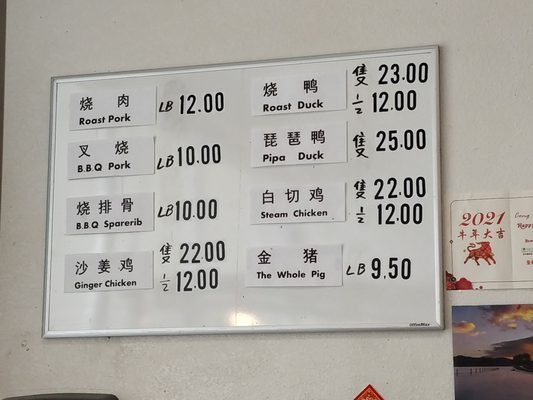 烧 肉
Roast Pork
LB 12.00
叉 烧
B.B.Q Pork
LB 10.00
烧 排 骨
B.B.Q Sparerib
LB 10.00
沙 姜 鸡
Ginger Chicken
隻 22.00
1/2 12.00
烧 鸭
Roast Duck
隻 23.00
1/2 12.00
琵 琶 鸭
Pipa Duck
隻 25.00
白 切 鸡
Steam Chicken
隻 22.00
1/2 12.00
金 猪
The Whole Pig
LB 9.50
OfficeMax
2021
牛年大吉